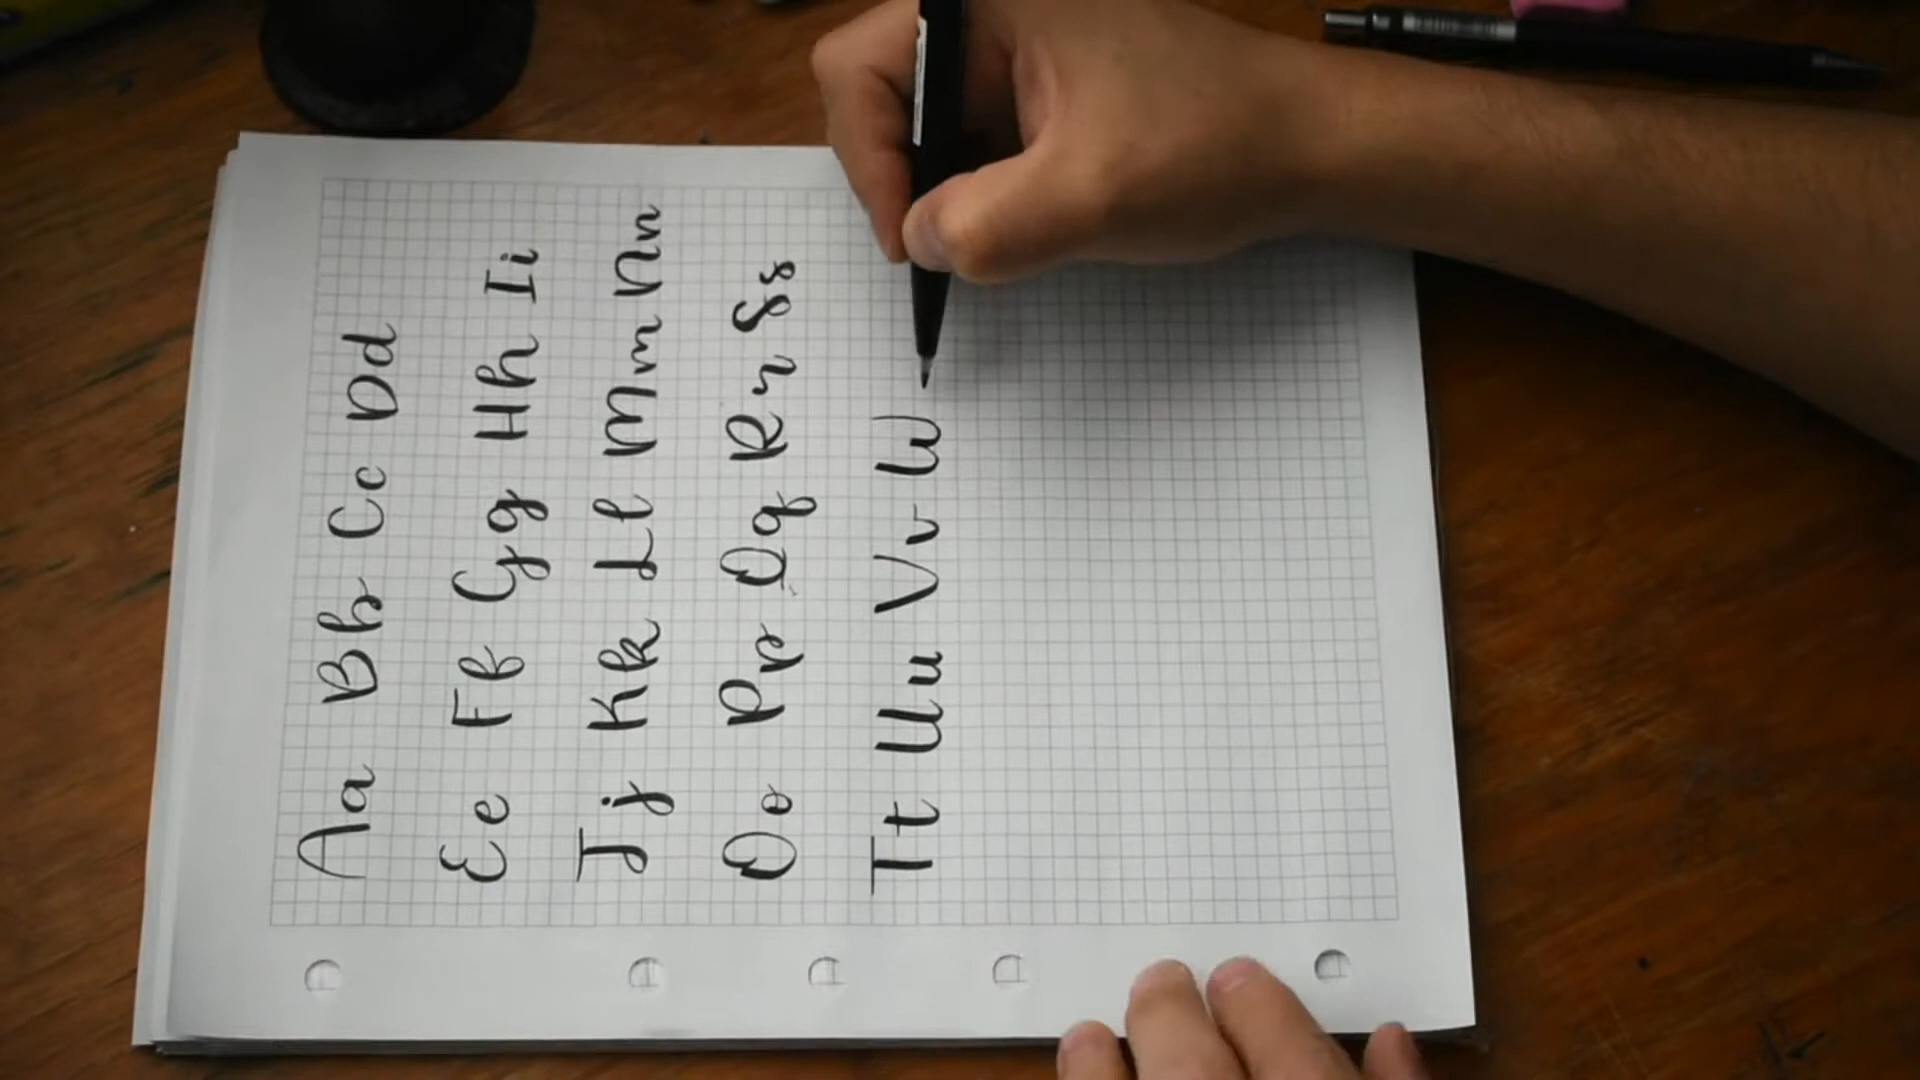 Aa Bb Cc Dd
Ee Ff Gg Hh Ii
Jj Kk Ll Mm Nn
Oo Pp Qq Rr Ss
Tt Uu Vv W